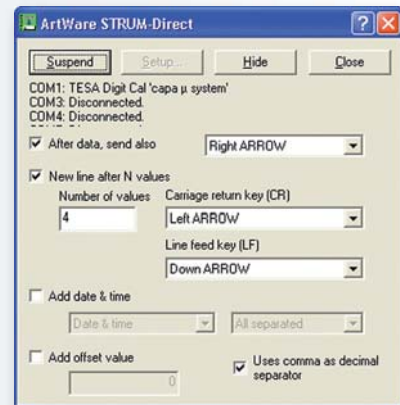 ArtWare STRUM-Direct
Suspend Setup... Hide Close
COM1: TESA Digit Cal 'capa µ system'
COM3: Disconnected.
COM4: Disconnected.
After data, send also Right ARROW
New line after N values
Number of values Carriage return key (CR)
4 Left ARROW
Line feed key (LF)
Down ARROW
Add date & time
Date & time All separated
Add offset value
0 Uses comma as decimal
separator